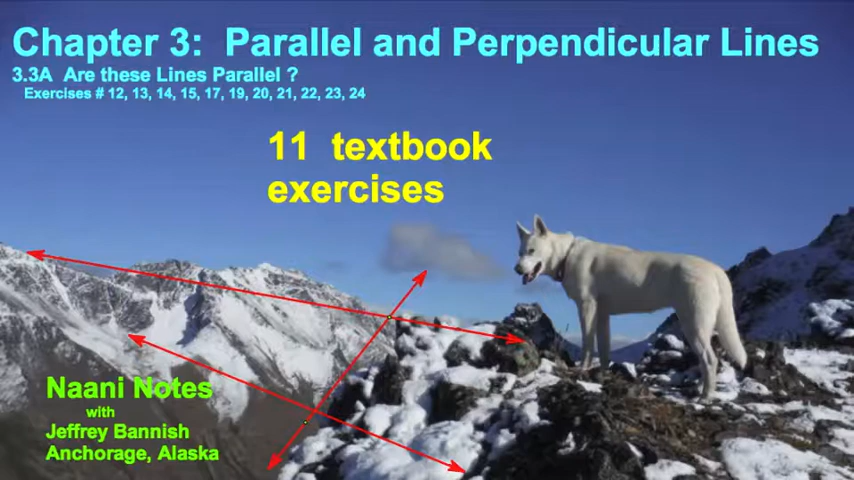 Chapter 3: Parallel and Perpendicular Lines
3.3A Are these Lines Parallel ?
Exercises # 12, 13, 14, 15, 17, 19, 20, 21, 22, 23, 24
11 textbook
exercises
Naani Notes
with
Jeffrey Bannish
Anchorage, Alaska